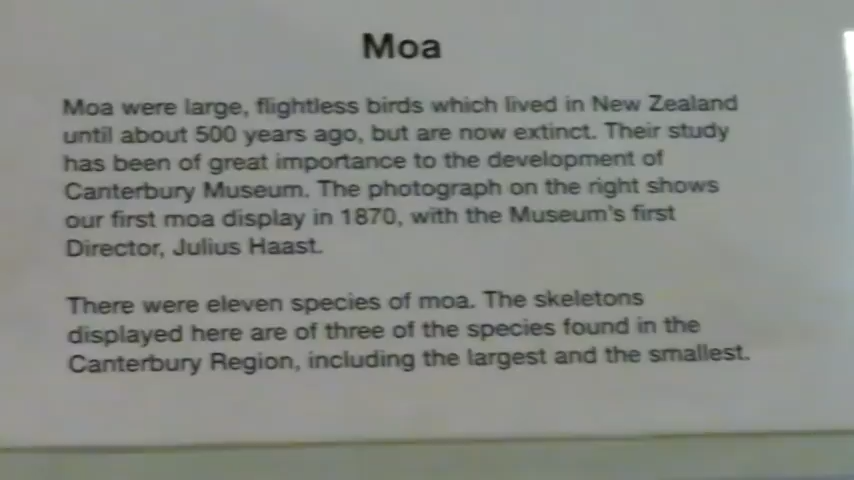 Moa
Moa were large, flightless birds which lived in New Zealand
until about 500 years ago, but are now extinct. Their study
has been of great importance to the development of
Canterbury Museum. The photograph on the right shows
our first moa display in 1870, with the Museum's first
Director, Julius Haast.
There were eleven species of moa. The skeletons
displayed here are of three of the species found in the
Canterbury Region, including the largest and the smallest.